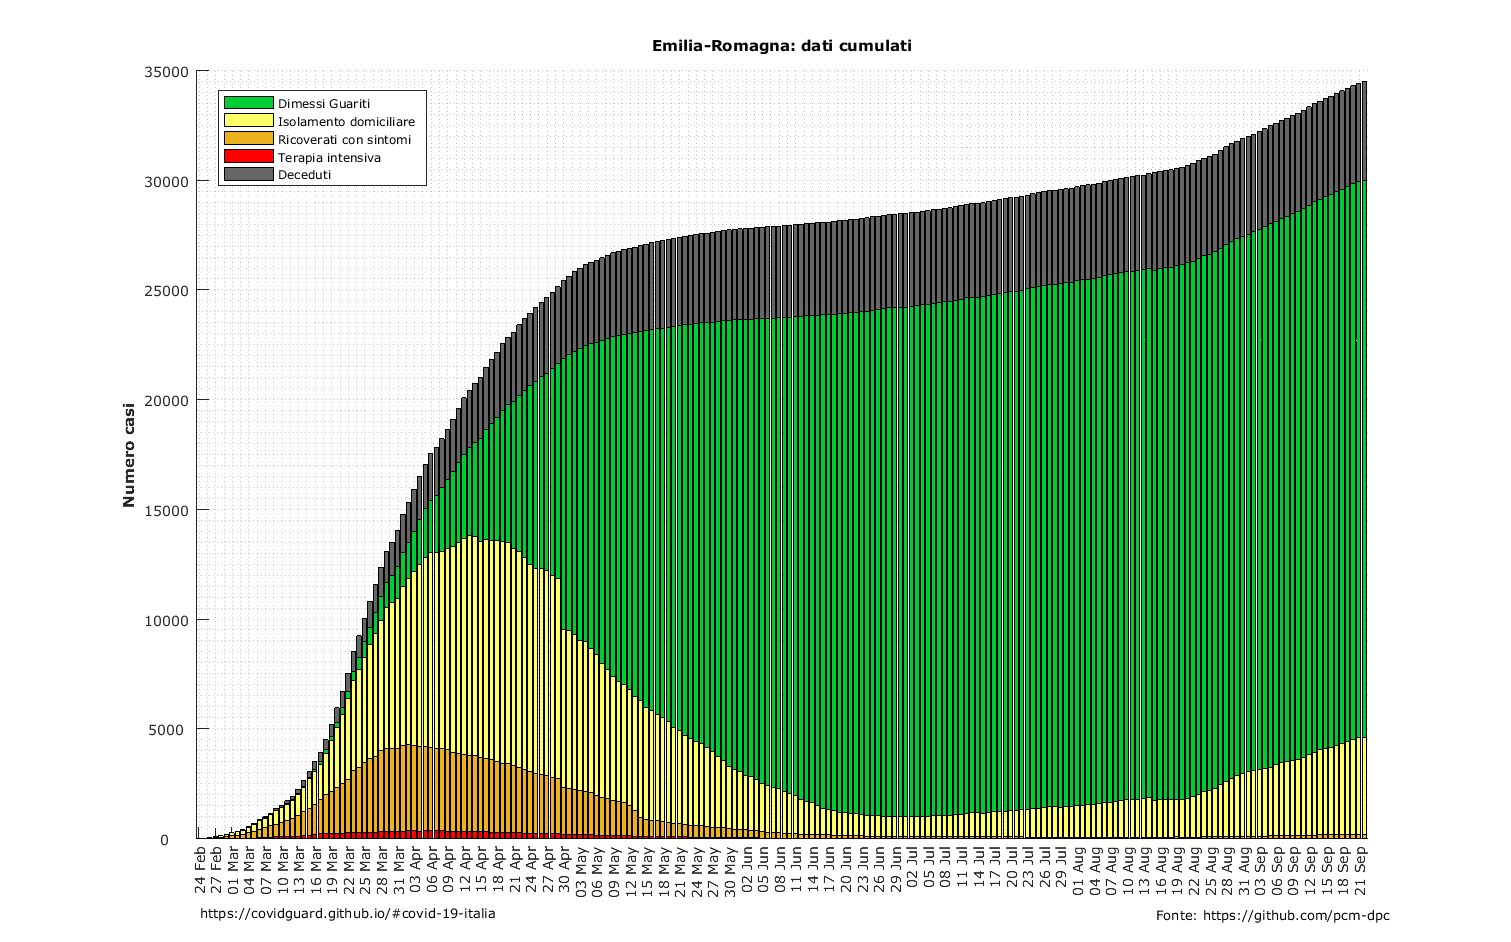 Emilia-Romagna: dati cumulati
35000
30000
25000
20000
15000
10000
5000
0
Numero casi
Dimessi Guariti
Isolamento domiciliare
Ricoverati con sintomi
Terapia intensiva
Deceduti
24 Feb
27 Feb
01 Mar
04 Mar
07 Mar
10 Mar
13 Mar
16 Mar
19 Mar
22 Mar
25 Mar
28 Mar
31 Mar
03 Apr
06 Apr
09 Apr
12 Apr
15 Apr
18 Apr
21 Apr
24 Apr
27 Apr
30 Apr
03 May
06 May
09 May
12 May
15 May
18 May
21 May
24 May
27 May
30 May
02 Jun
05 Jun
08 Jun
11 Jun
14 Jun
17 Jun
20 Jun
23 Jun
26 Jun
29 Jun
02 Jul
05 Jul
08 Jul
11 Jul
14 Jul
17 Jul
20 Jul
23 Jul
26 Jul
29 Jul
01 Aug
04 Aug
07 Aug
10 Aug
13 Aug
16 Aug
19 Aug
22 Aug
25 Aug
28 Aug
31 Aug
03 Sep
06 Sep
09 Sep
12 Sep
15 Sep
18 Sep
21 Sep
https://covidguard.github.io/#covid-19-italia
Fonte: https://github.com/pcm-dpc